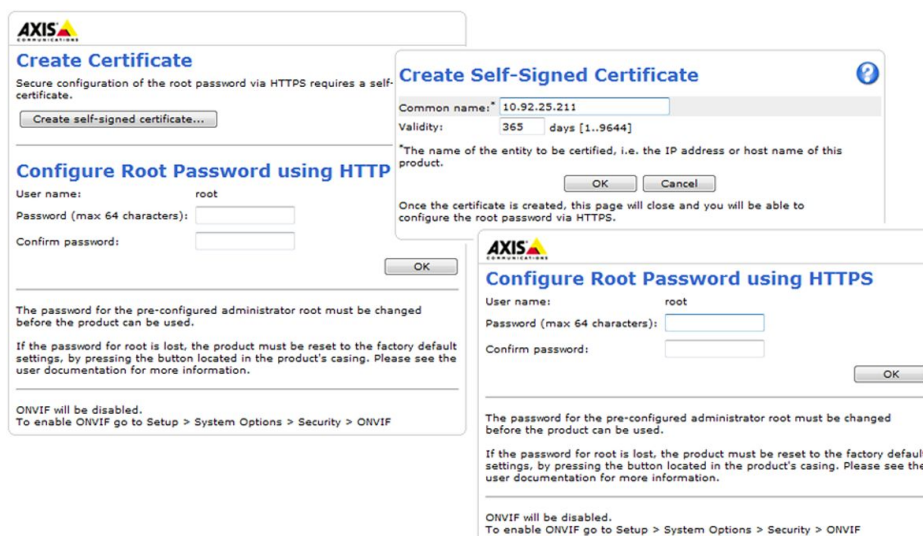 AXIS
COMMUNICATIONS
Create Certificate
Secure configuration of the root password via HTTPS requires a self-
certificate.
Create self-signed certificate...
Configure Root Password using HTTP
User name: root
Password (max 64 characters):
Confirm password:
OK
The password for the pre-configured administrator root must be changed
before the product can be used.
If the password for root is lost, the product must be reset to the factory default
settings, by pressing the button located in the product's casing. Please see the
user documentation for more information.
ONVIF will be disabled.
To enable ONVIF go to Setup > System Options > Security > ONVIF
Create Self-Signed Certificate
?
Common name:* 10.92.25.211
Validity: 365 days [1..9644]
*The name of the entity to be certified, i.e. the IP address or host name of this
product.
OK Cancel
Once the certificate is created, this page will close and you will be able to
configure the root password via HTTPS.
AXIS
COMMUNICATIONS
Configure Root Password using HTTPS
User name: root
Password (max 64 characters):
Confirm password:
OK
The password for the pre-configured administrator root must be changed
before the product can be used.
If the password for root is lost, the product must be reset to the factory default
settings, by pressing the button located in the product's casing. Please see the
user documentation for more information.
ONVIF will be disabled.
To enable ONVIF go to Setup > System Options > Security > ONVIF